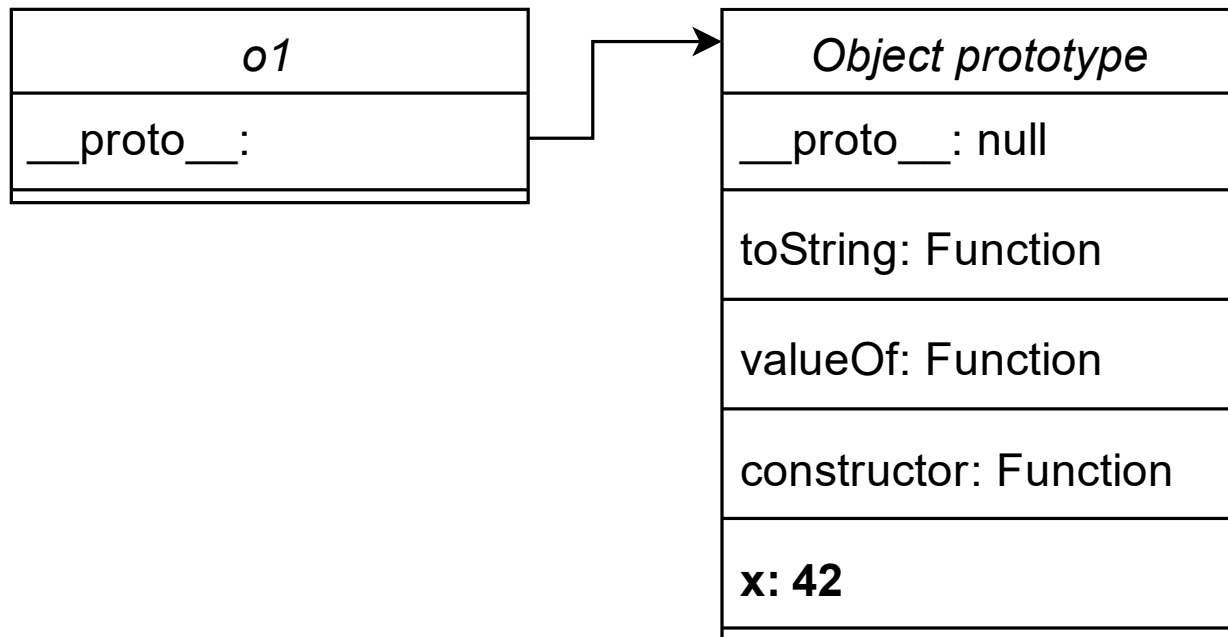 o1
__proto__:
Object prototype
__proto__: null
toString: Function
valueOf: Function
constructor: Function
x: 42